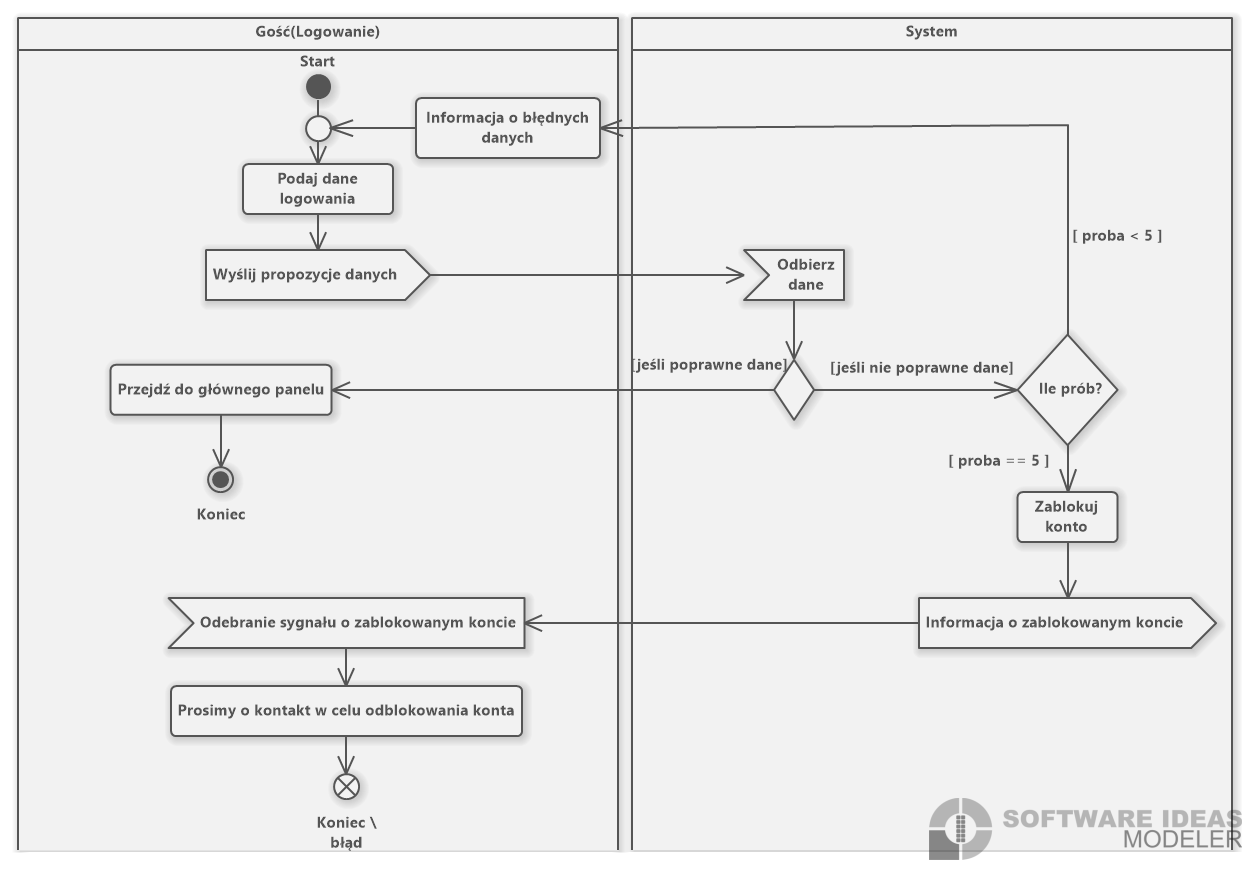 Gość(Logowanie)
System
Start
Informacja o błędnych
danych
Podaj dane
logowania
[ proba < 5 ]
Wyślij propozycje danych
Odbierz
dane
[jeśli poprawne dane]
[jeśli nie poprawne dane]
Przejdź do głównego panelu
Ile prób?
[ proba == 5 ]
Koniec
Zablokuj
konto
Odebranie sygnału o zablokowanym koncie
Informacja o zablokowanym koncie
Prosimy o kontakt w celu odblokowania konta
Koniec \
błąd
SOFTWARE IDEAS
MODELER